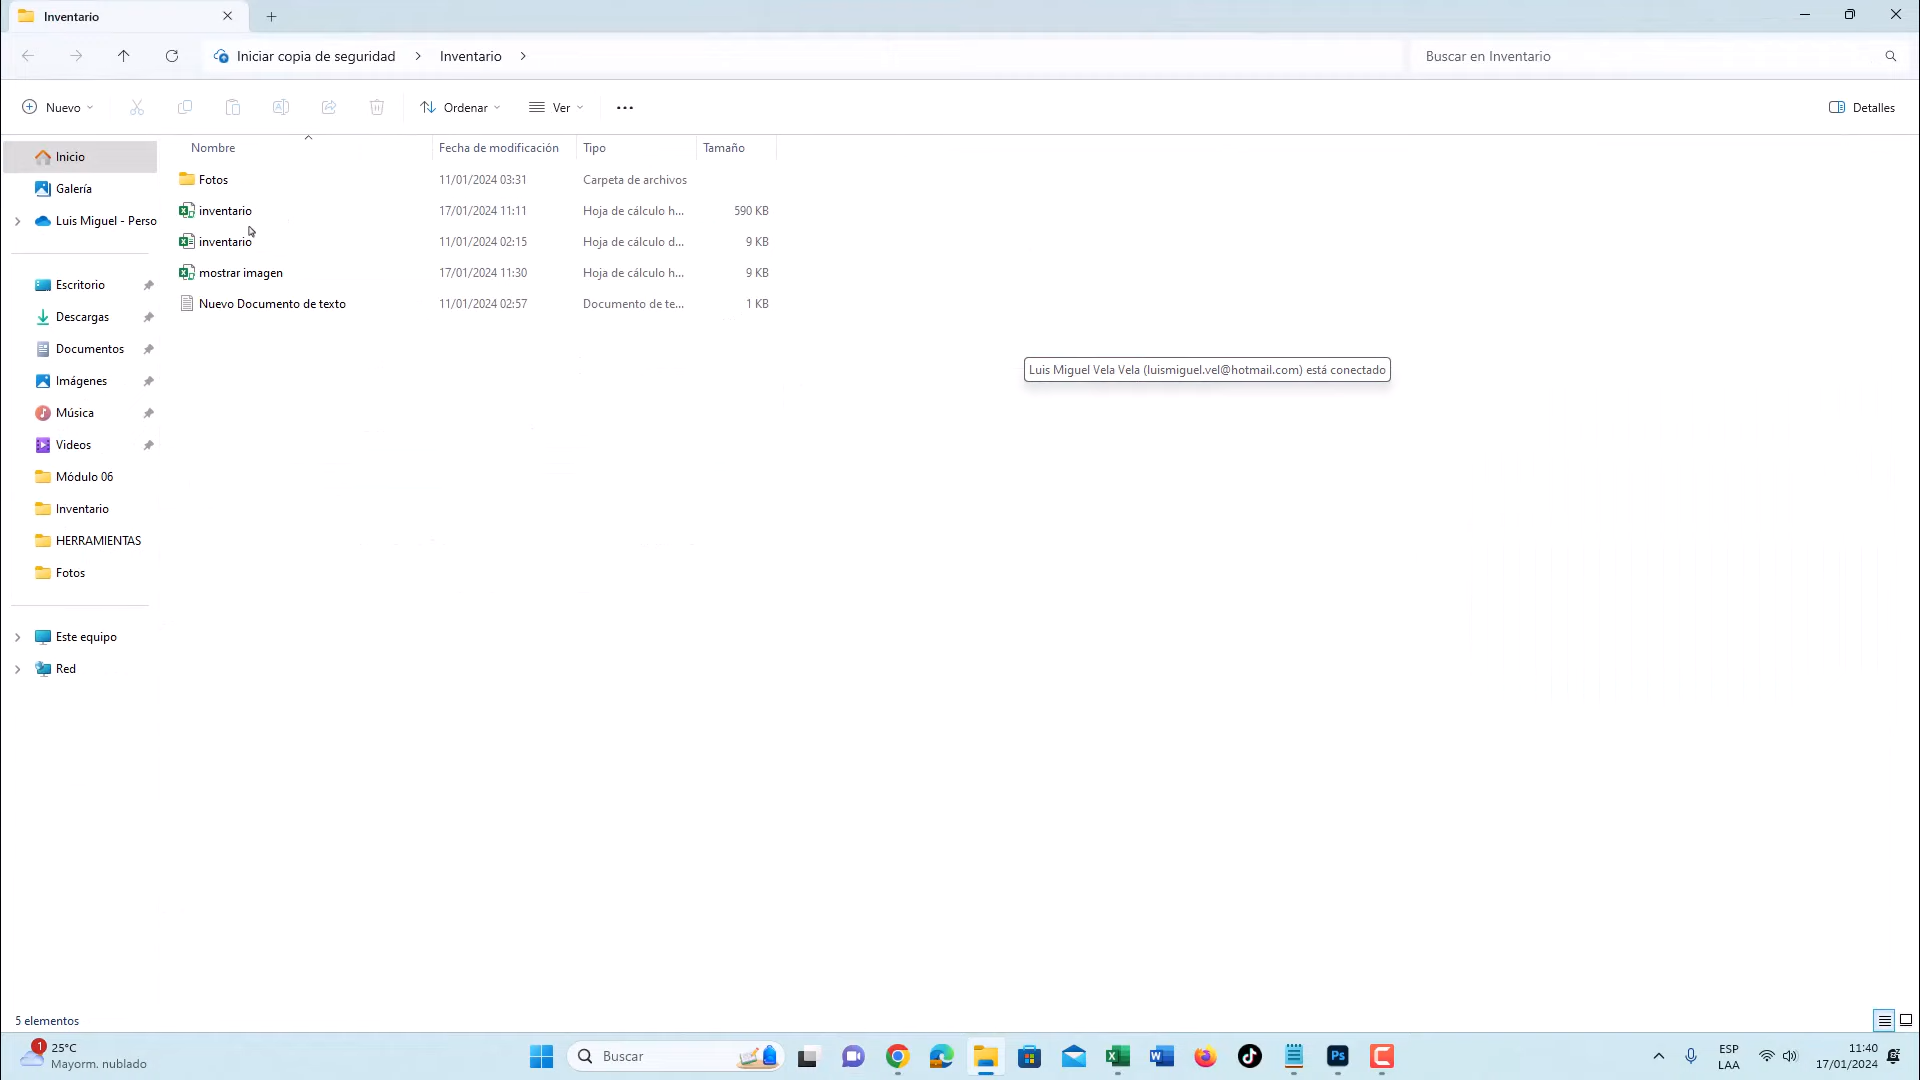 Inventario
Iniciar copia de seguridad > Inventario >
Buscar en Inventario
Nuevo
Ordenar
Ver
Detalles
Nombre Fecha de modificación Tipo Tamaño
Fotos 11/01/2024 03:31 Carpeta de archivos
inventario 17/01/2024 11:11 Hoja de cálculo h... 590 KB
inventario 11/01/2024 02:15 Hoja de cálculo d... 9 KB
mostrar imagen 17/01/2024 11:30 Hoja de cálculo h... 9 KB
Nuevo Documento de texto 11/01/2024 02:57 Documento de te... 1 KB
Inicio
Galería
Luis Miguel - Perso
Escritorio
Descargas
Documentos
Imágenes
Música
Videos
Módulo 06
Inventario
HERRAMIENTAS
Fotos
Este equipo
Red
Luis Miguel Vela Vela (luismiguel.vel@hotmail.com) está conectado
5 elementos
1
25°C
Mayorm. nublado
Buscar
Ps
ESP
LAA
11:40
17/01/2024